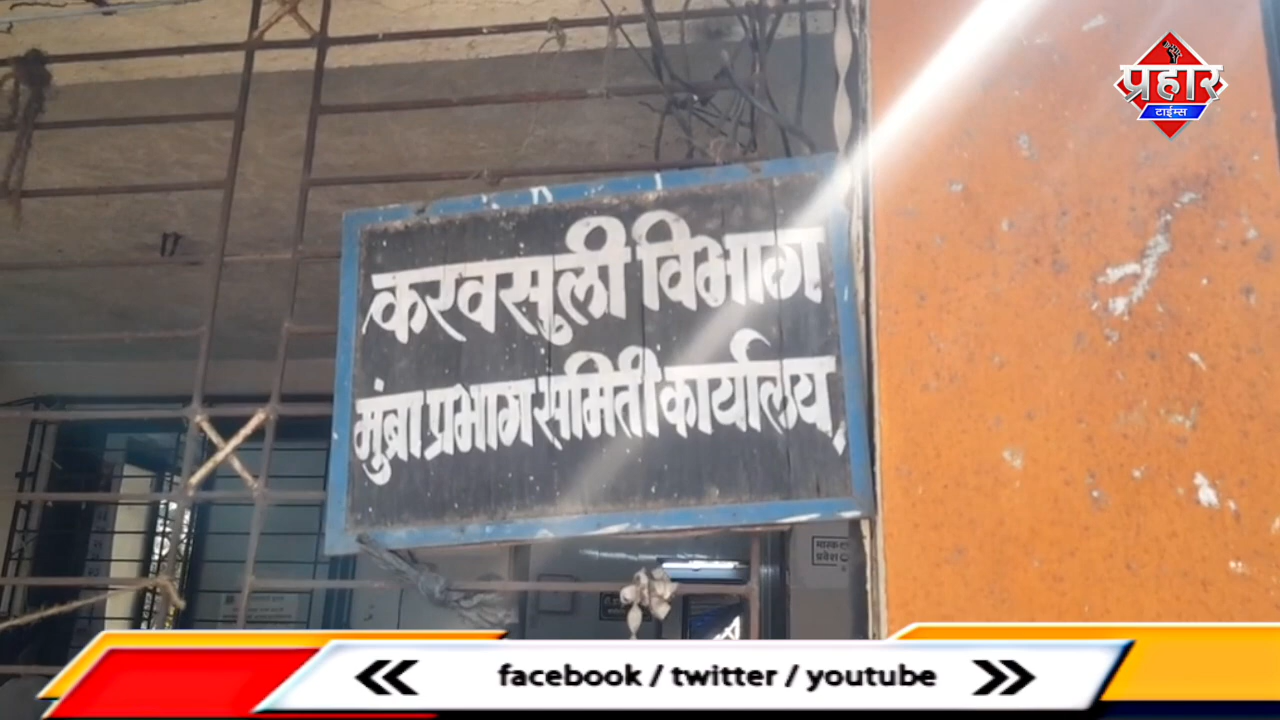 प्रहार
टाईम्स
करवसुली विभाग
मुंब्रा प्रभाग समिती कार्यालय
facebook / twitter / youtube